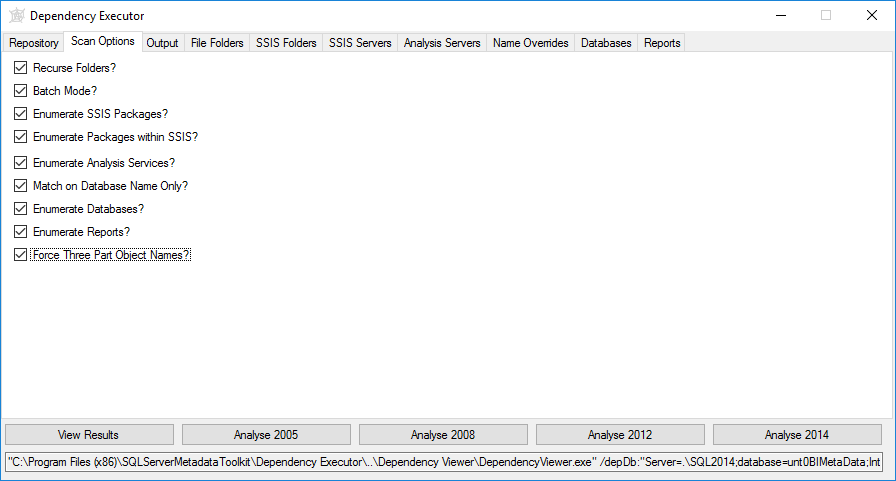 Dependency Executor
Repository Scan Options Output File Folders SSIS Folders SSIS Servers Analysis Servers Name Overrides Databases Reports
Recurse Folders?
Batch Mode?
Enumerate SSIS Packages?
Enumerate Packages within SSIS?
Enumerate Analysis Services?
Match on Database Name Only?
Enumerate Databases?
Enumerate Reports?
Force Three Part Object Names?
View Results Analyse 2005 Analyse 2008 Analyse 2012 Analyse 2014
"C:\Program Files (x86)\SQLServerMetadataToolkit\Dependency Executor\..\Dependency Viewer\DependencyViewer.exe" /depDb:"Server=.\SQL2014;database=unt0BIMetaData;Int